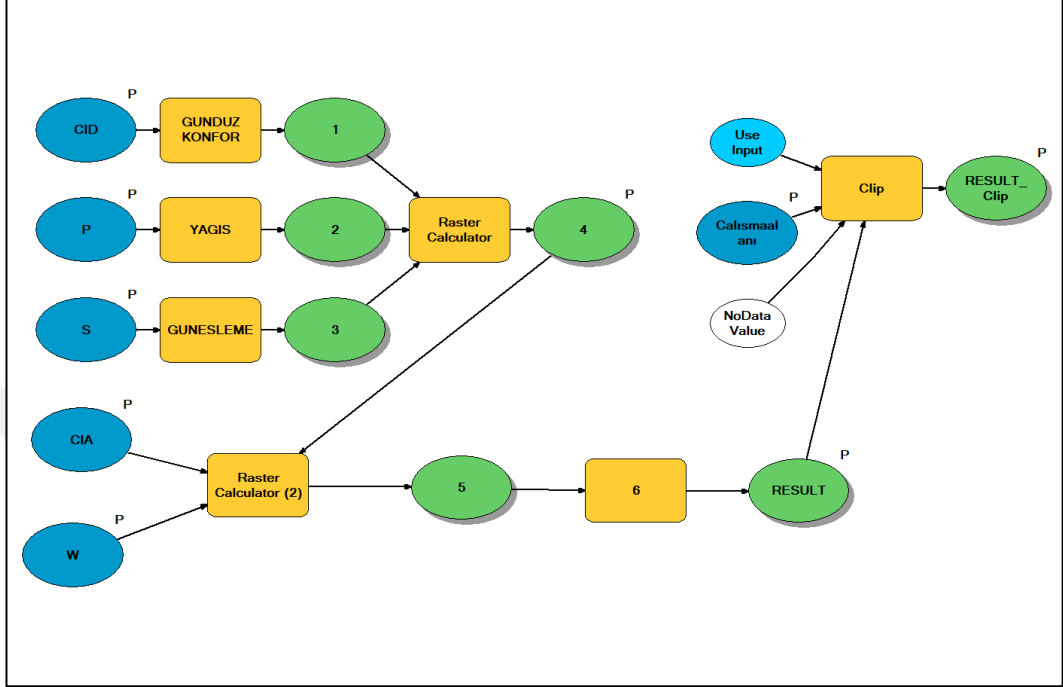 P
CID
GUNDUZ
KONFOR
1
P
P
YAGIS
2
Raster
Calculator
P
4
P
S
GUNESLEME
3
P
CIA
P
W
Raster
Calculator (2)
5
6
P
RESULT
Use
Input
P
Calısmaal
anı
NoData
Value
Clip
P
RESULT_
Clip